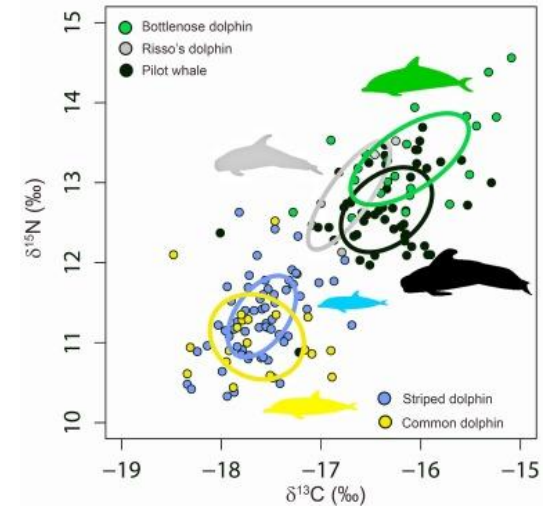 Bottlenose dolphin
Risso's dolphin
Pilot whale
15
14
13
12
11
10
δ15N (‰)
Striped dolphin
Common dolphin
−19 −18 −17 −16 −15
δ13C (‰)